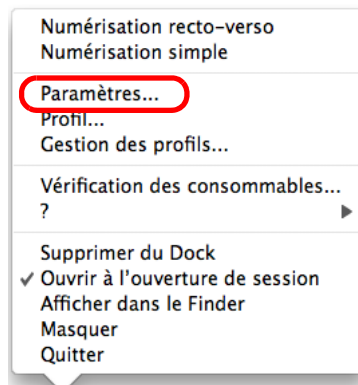 Numérisation recto-verso
Numérisation simple
Paramètres...
Profil...
Gestion des profils...
Vérification des consommables...
?
Supprimer du Dock
✓ Ouvrir à l'ouverture de session
Afficher dans le Finder
Masquer
Quitter